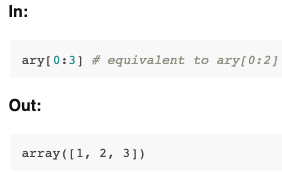 In:
ary[0:3] # equivalent to ary[0:2]
Out:
array([1, 2, 3])